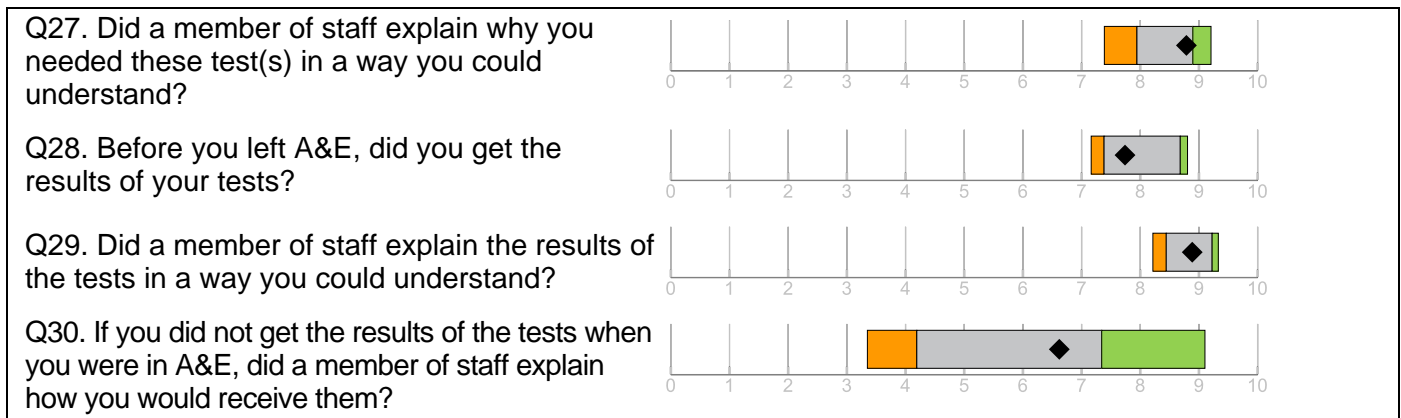 Q27. Did a member of staff explain why you
needed these test(s) in a way you could
understand?
0 1 2 3 4 5 6 7 8 9 10
Q28. Before you left A&E, did you get the
results of your tests?
0 1 2 3 4 5 6 7 8 9 10
Q29. Did a member of staff explain the results of
the tests in a way you could understand?
0 1 2 3 4 5 6 7 8 9 10
Q30. If you did not get the results of the tests when
you were in A&E, did a member of staff explain
how you would receive them?
0 1 2 3 4 5 6 7 8 9 10